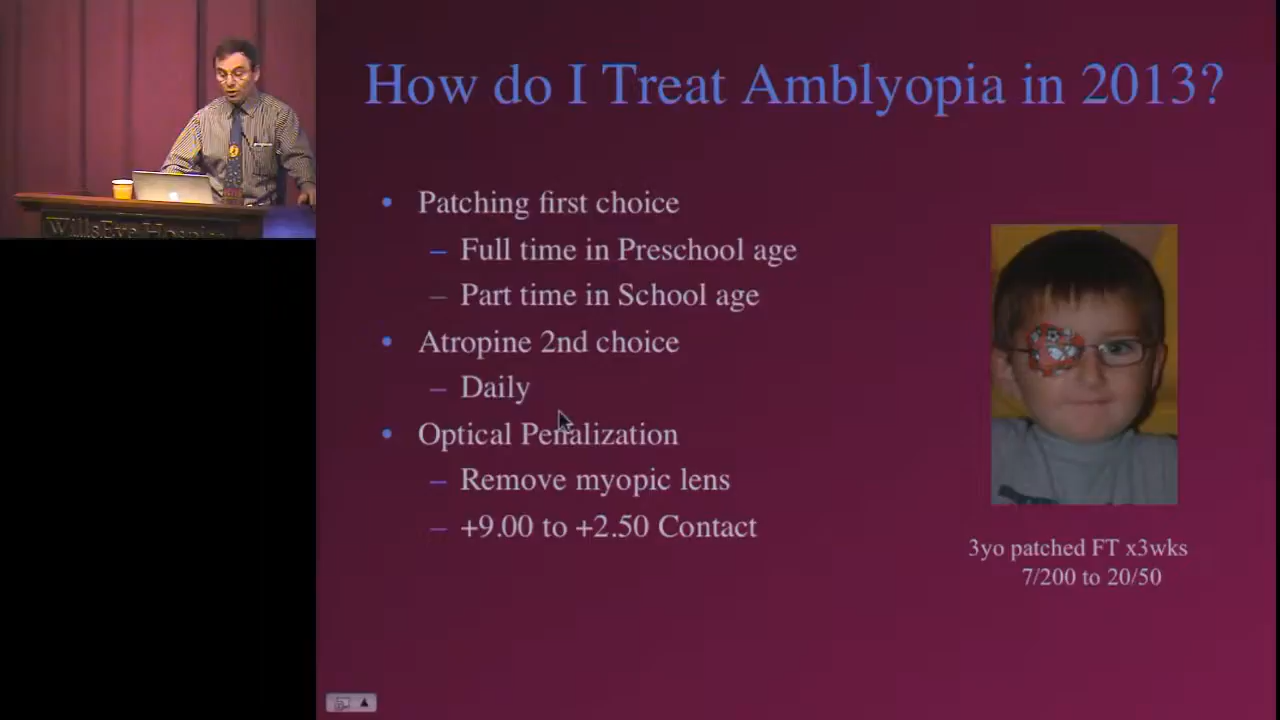 How do I Treat Amblyopia in 2013?
• Patching first choice
– Full time in Preschool age
– Part time in School age
• Atropine 2nd choice
– Daily
• Optical Penalization
– Remove myopic lens
– +9.00 to +2.50 Contact
3yo patched FT x3wks
7/200 to 20/50
WillsEye Hospital